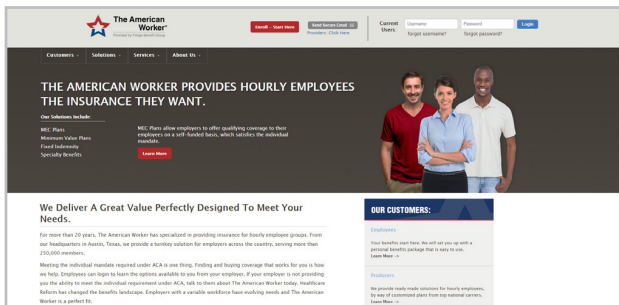 The American
Worker
Provided by Fringe Benefit Group
Enroll - Start Here
Send Secure Email
Providers: Click Here
Current
Users:
Username
Password
Login
forgot username?
forgot password?
Customers
Solutions
Services
About Us
THE AMERICAN WORKER PROVIDES HOURLY EMPLOYEES
THE INSURANCE THEY WANT.
Our Solutions Include:
MEC Plans
Minimum Value Plans
Fixed Indemnity
Specialty Benefits
MEC Plans allow employers to offer qualifying coverage to their
employees on a self-funded basis, which satisfies the individual
mandate.
Learn More
We Deliver A Great Value Perfectly Designed To Meet Your
Needs.
For more than 20 years, The American Worker has specialized in providing insurance for hourly employee groups. From
our headquarters in Austin, Texas, we provide a turnkey solution for employers across the country, serving more than
250,000 members.
Meeting the individual mandate required under ACA is one thing. Finding and buying coverage that works for you is how
we help. Employees can login to learn the options available to you from your employer. If your employer is not providing
you the ability to meet the individual requirement under ACA, talk to them about The American Worker today. Healthcare
Reform has changed the benefits landscape. Employers with a variable workforce have evolving needs and The American
Worker is a perfect fit.
OUR CUSTOMERS:
Employees
Your benefits start here. We will set you up with a
personal benefits package that is easy to use.
Learn More ->
Producers
We provide ready made solutions for hourly employees,
by way of customized plans from top national carriers.
Learn More ->